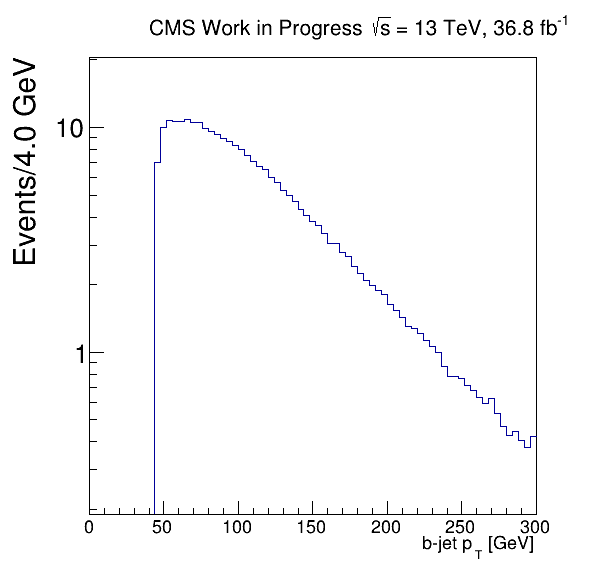 CMS Work in Progress √s = 13 TeV, 36.8 fb⁻¹
Events/4.0 GeV
10
1
0 50 100 150 200 250 300
b-jet p_T [GeV]